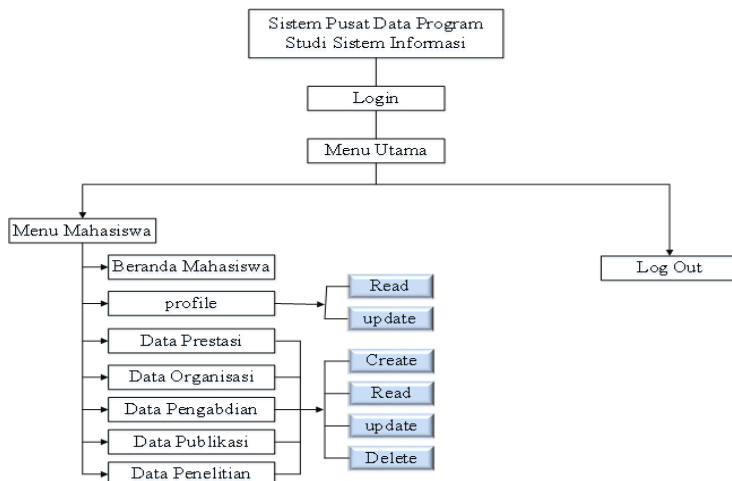 Sistem Pusat Data Program
Studi Sistem Informasi
Login
Menu Utama
Menu Mahasiswa
Log Out
Beranda Mahasiswa
profile
Read
update
Data Prestasi
Data Organisasi
Data Pengabdian
Data Publikasi
Data Penelitian
Create
Read
update
Delete